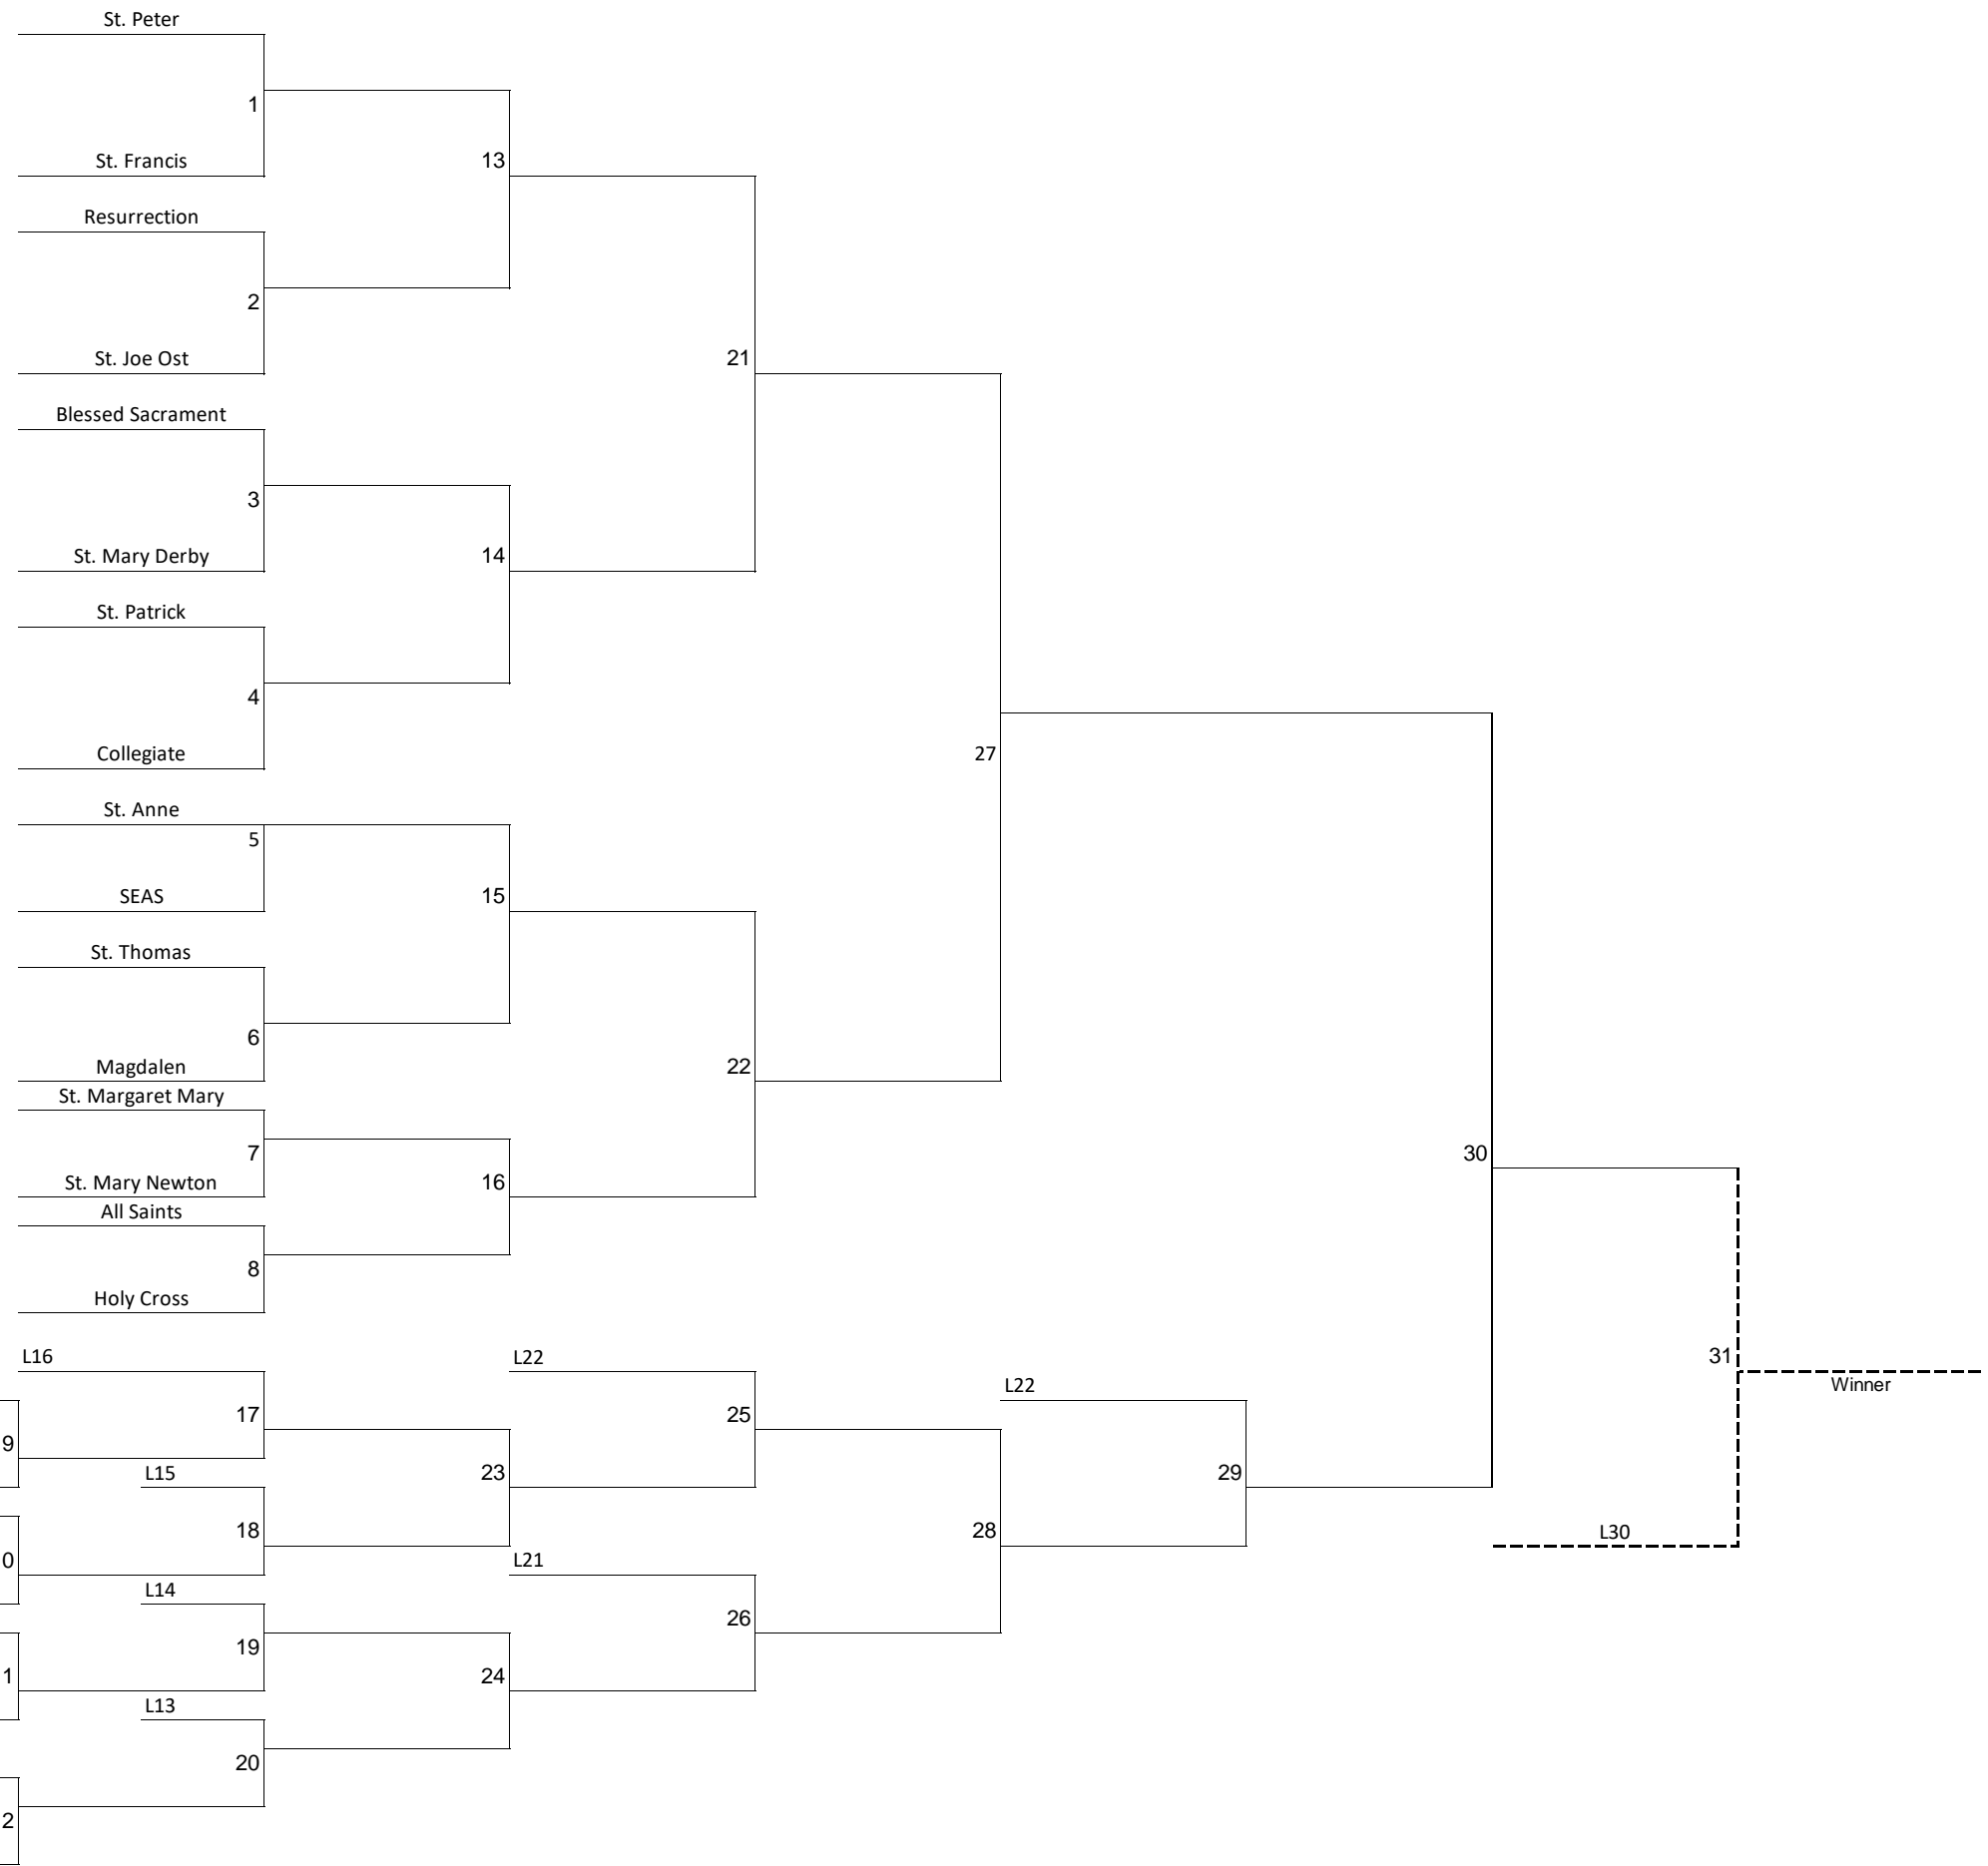 St. Peter
1
St. Francis
13
Resurrection
2
St. Joe Ost
21
Blessed Sacrament
3
St. Mary Derby
14
St. Patrick
4
Collegiate
27
St. Anne
5
SEAS
15
St. Thomas
6
Magdalen
22
St. Margaret Mary
7
St. Mary Newton
16
30
All Saints
8
Holy Cross
L16
L22
31
L22
Winner
17
25
9
L15
23
29
18
28
L30
0
L21
L14
26
19
1
24
L13
20
2